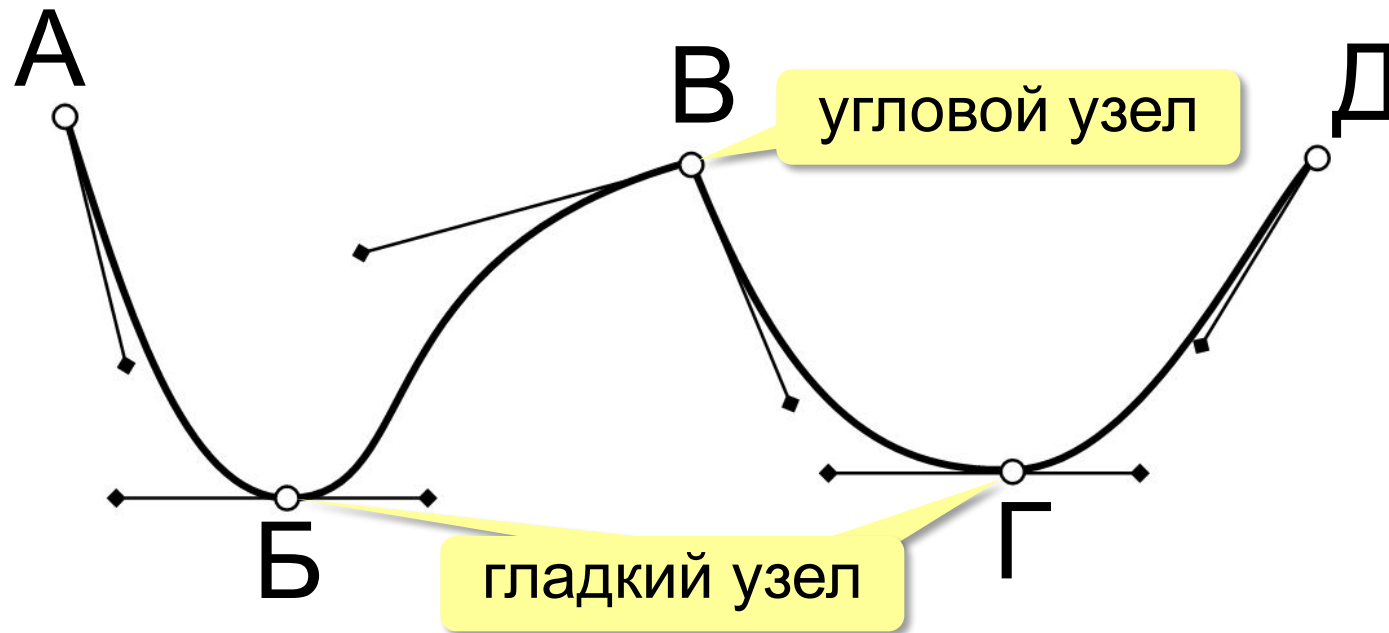 А
В
угловой узел
Д
Б
гладкий узел
Г